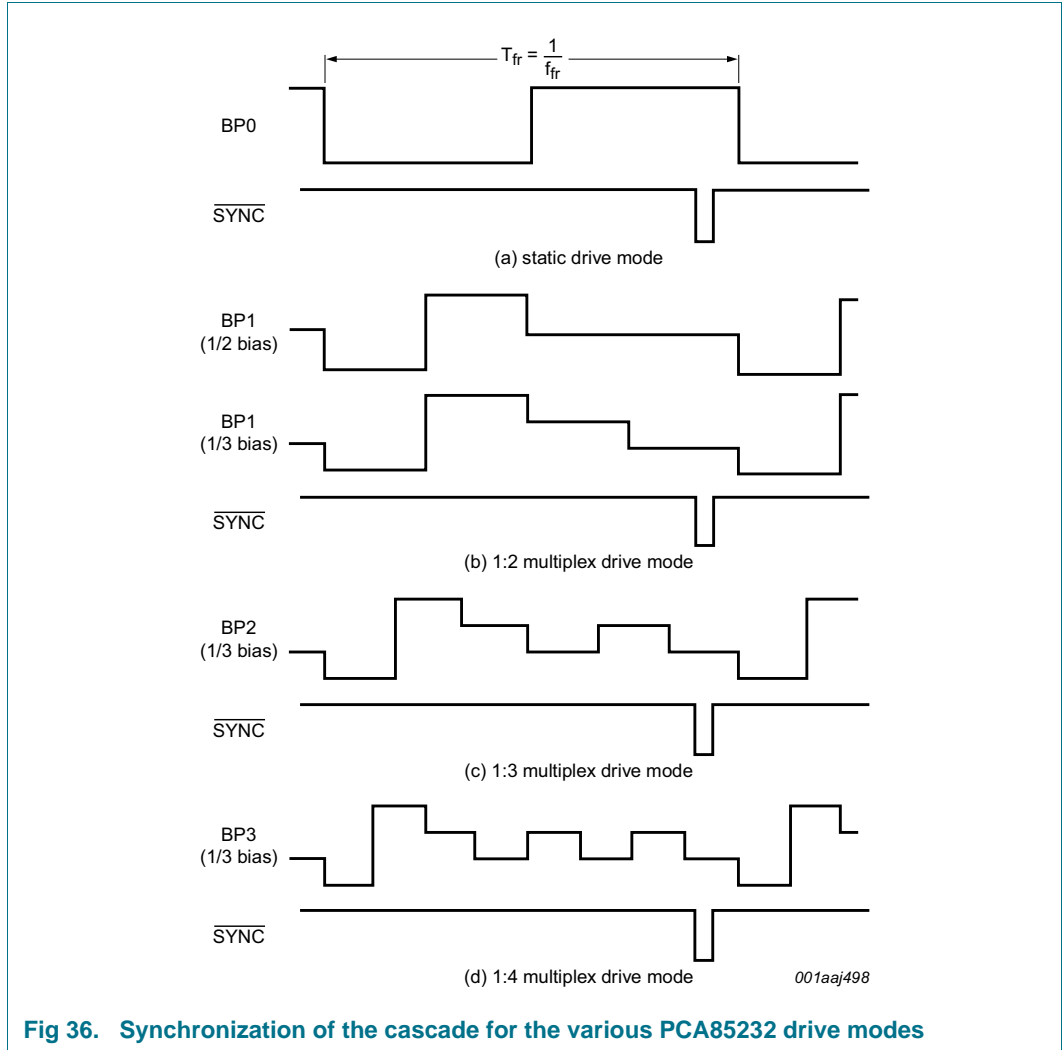 T_fr = 1/f_fr
BP0
SYNC
(a) static drive mode
BP1
(1/2 bias)
BP1
(1/3 bias)
SYNC
(b) 1:2 multiplex drive mode
BP2
(1/3 bias)
SYNC
(c) 1:3 multiplex drive mode
BP3
(1/3 bias)
SYNC
(d) 1:4 multiplex drive mode
001aaj498
Fig 36. Synchronization of the cascade for the various PCA85232 drive modes